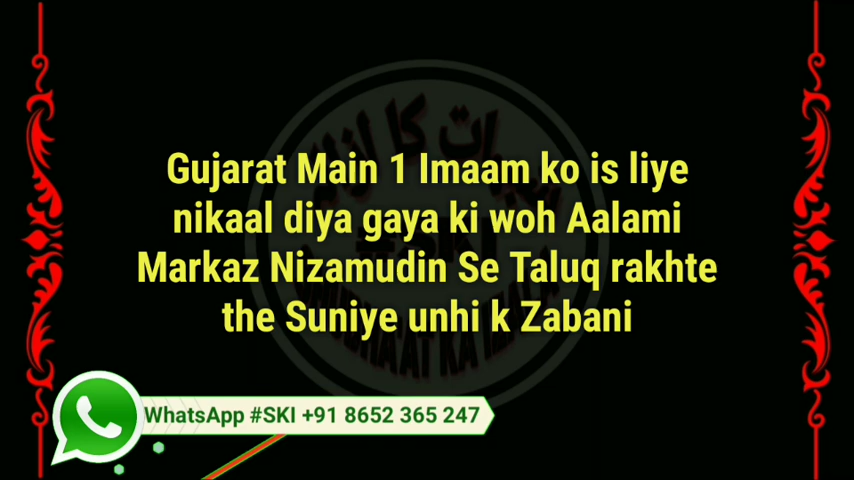 Gujarat Main 1 Imaam ko is liye
nikaal diya gaya ki woh Aalami
Markaz Nizamudin Se Taluq rakhte
the Suniye unhi k Zabani
WhatsApp #SKI +91 8652 365 247